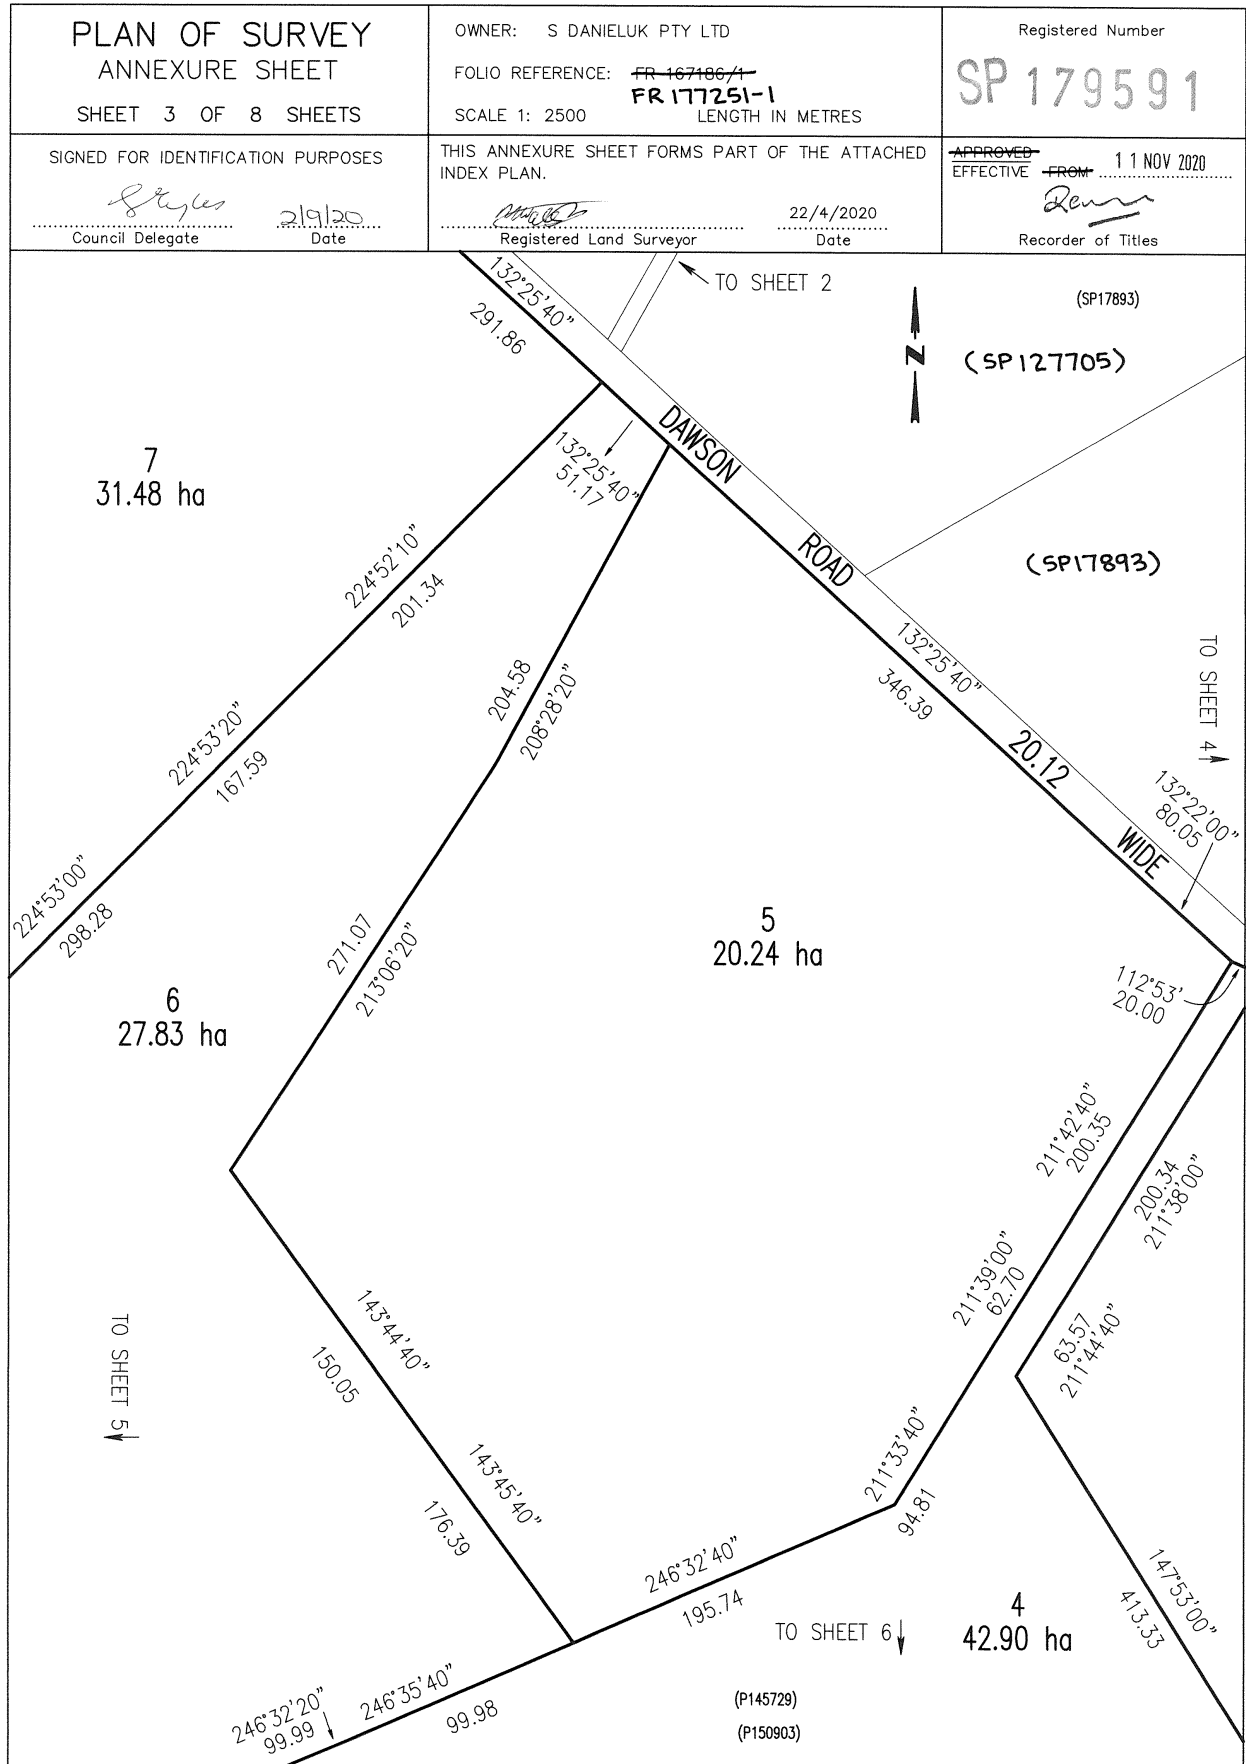 PLAN OF SURVEY
ANNEXURE SHEET
SHEET 3 OF 8 SHEETS
OWNER: S DANIELUK PTY LTD
FOLIO REFERENCE: FR 167186/1
FR 177251-1
SCALE 1: 2500 LENGTH IN METRES
Registered Number
SP 179591
SIGNED FOR IDENTIFICATION PURPOSES
2/9/20
Council Delegate Date
THIS ANNEXURE SHEET FORMS PART OF THE ATTACHED
INDEX PLAN.
22/4/2020
Registered Land Surveyor Date
APPROVED
EFFECTIVE FROM 11 NOV 2020
Recorder of Titles
132°25'40"
291.86
TO SHEET 2
(SP17893)
N
(SP127705)
DAWSON
132°25'40"
51.17
7
31.48 ha
ROAD
(SP17893)
224°52'10"
201.34
132°25'40"
346.39
TO SHEET 4
204.58
208°28'20"
224°53'20"
167.59
20.12
132°22'00"
80.05
WIDE
224°53'00"
298.28
5
20.24 ha
271.07
213°06'20"
112°53'
20.00
6
27.83 ha
211°42'40"
200.35
200.34
211°38'00"
211°39'00"
62.70
143°44'40"
150.05
63.57
211°44'40"
TO SHEET 5
211°33'40"
94.81
143°45'40"
176.39
246°32'40"
195.74
147°53'00"
413.33
4
42.90 ha
TO SHEET 6
246°35'40"
99.98
246°32'20"
99.99
(P145729)
(P150903)